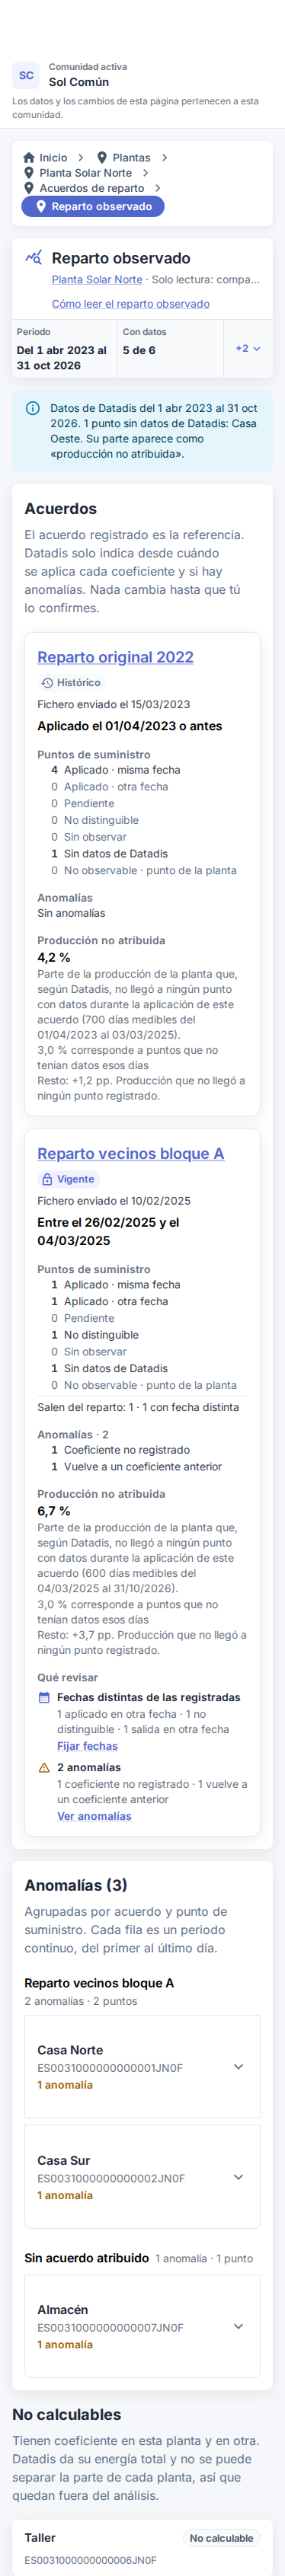 SC
Comunidad activa
Sol Común
Los datos y los cambios de esta página pertenecen a esta
comunidad.
Inicio > Plantas >
Planta Solar Norte >
Acuerdos de reparto >
Reparto observado
Reparto observado
Planta Solar Norte · Solo lectura: compa...
Cómo leer el reparto observado
Periodo
Del 1 abr 2023 al
31 oct 2026
Con datos
5 de 6
+2
Datos de Datadis del 1 abr 2023 al 31 oct
2026. 1 punto sin datos de Datadis: Casa
Oeste. Su parte aparece como
«producción no atribuida».
Acuerdos
El acuerdo registrado es la referencia.
Datadis solo indica desde cuándo
se aplica cada coeficiente y si hay
anomalías. Nada cambia hasta que tú
lo confirmes.
Reparto original 2022
Histórico
Fichero enviado el 15/03/2023
Aplicado el 01/04/2023 o antes
Puntos de suministro
4 Aplicado · misma fecha
0 Aplicado · otra fecha
0 Pendiente
0 No distinguible
0 Sin observar
1 Sin datos de Datadis
0 No observable · punto de la planta
Anomalías
Sin anomalías
Producción no atribuida
4,2 %
Parte de la producción de la planta que,
según Datadis, no llegó a ningún punto
con datos durante la aplicación de este
acuerdo (700 días medibles del
01/04/2023 al 03/03/2025).
3,0 % corresponde a puntos que no
tenían datos esos días
Resto: +1,2 pp. Producción que no llegó a
ningún punto registrado.
Reparto vecinos bloque A
Vigente
Fichero enviado el 10/02/2025
Entre el 26/02/2025 y el
04/03/2025
Puntos de suministro
1 Aplicado · misma fecha
1 Aplicado · otra fecha
0 Pendiente
1 No distinguible
0 Sin observar
1 Sin datos de Datadis
0 No observable · punto de la planta
Salen del reparto: 1 · 1 con fecha distinta
Anomalías · 2
1 Coeficiente no registrado
1 Vuelve a un coeficiente anterior
Producción no atribuida
6,7 %
Parte de la producción de la planta que,
según Datadis, no llegó a ningún punto
con datos durante la aplicación de este
acuerdo (600 días medibles del
04/03/2025 al 31/10/2026).
3,0 % corresponde a puntos que no
tenían datos esos días
Resto: +3,7 pp. Producción que no llegó a
ningún punto registrado.
Qué revisar
Fechas distintas de las registradas
1 aplicado en otra fecha · 1 no
distinguible · 1 salida en otra fecha
Fijar fechas
2 anomalías
1 coeficiente no registrado · 1 vuelve a
un coeficiente anterior
Ver anomalías
Anomalías (3)
Agrupadas por acuerdo y punto de
suministro. Cada fila es un periodo
continuo, del primer al último día.
Reparto vecinos bloque A
2 anomalías · 2 puntos
Casa Norte
ES0031000000000001JN0F
1 anomalía
Casa Sur
ES0031000000000002JN0F
1 anomalía
Sin acuerdo atribuido 1 anomalía · 1 punto
Almacén
ES0031000000000007JN0F
1 anomalía
No calculables
Tienen coeficiente en esta planta y en otra.
Datadis da su energía total y no se puede
separar la parte de cada planta, así que
quedan fuera del análisis.
Taller
No calculable
ES0031000000000006JN0F